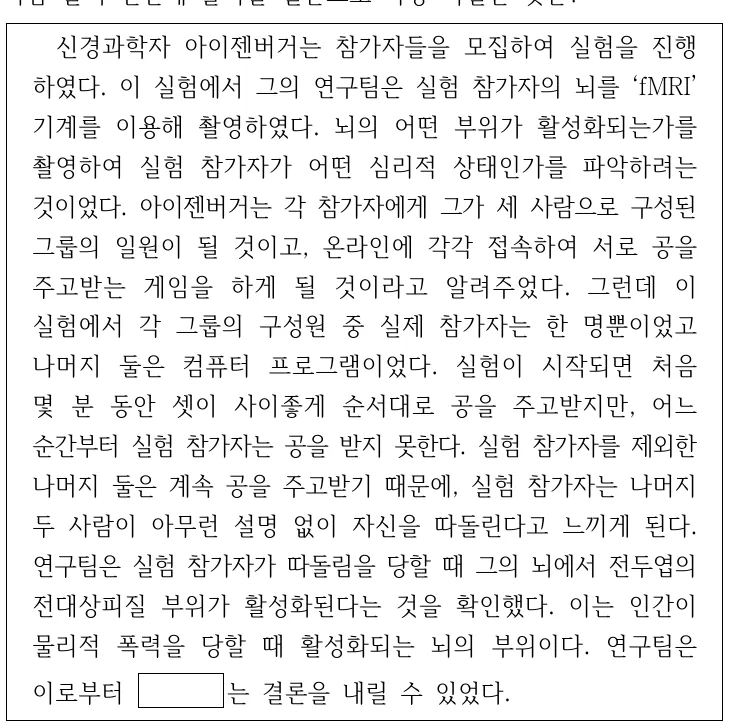 신경과학자 아이젠버거는 참가자들을 모집하여 실험을 진행
하였다. 이 실험에서 그의 연구팀은 실험 참가자의 뇌를 ‘fMRI’
기계를 이용해 촬영하였다. 뇌의 어떤 부위가 활성화되는가를
촬영하여 실험 참가자가 어떤 심리적 상태인가를 파악하려는
것이었다. 아이젠버거는 각 참가자에게 그가 세 사람으로 구성된
그룹의 일원이 될 것이고, 온라인에 각각 접속하여 서로 공을
주고받는 게임을 하게 될 것이라고 알려주었다. 그런데 이
실험에서 각 그룹의 구성원 중 실제 참가자는 한 명뿐이었고
나머지 둘은 컴퓨터 프로그램이었다. 실험이 시작되면 처음
몇 분 동안 셋이 사이좋게 순서대로 공을 주고받지만, 어느
순간부터 실험 참가자는 공을 받지 못한다. 실험 참가자를 제외한
나머지 둘은 계속 공을 주고받기 때문에, 실험 참가자는 나머지
두 사람이 아무런 설명 없이 자신을 따돌린다고 느끼게 된다.
연구팀은 실험 참가자가 따돌림을 당할 때 그의 뇌에서 전두엽의
전대상피질 부위가 활성화된다는 것을 확인했다. 이는 인간이
물리적 폭력을 당할 때 활성화되는 뇌의 부위이다. 연구팀은
이로부터 는 결론을 내릴 수 있었다.